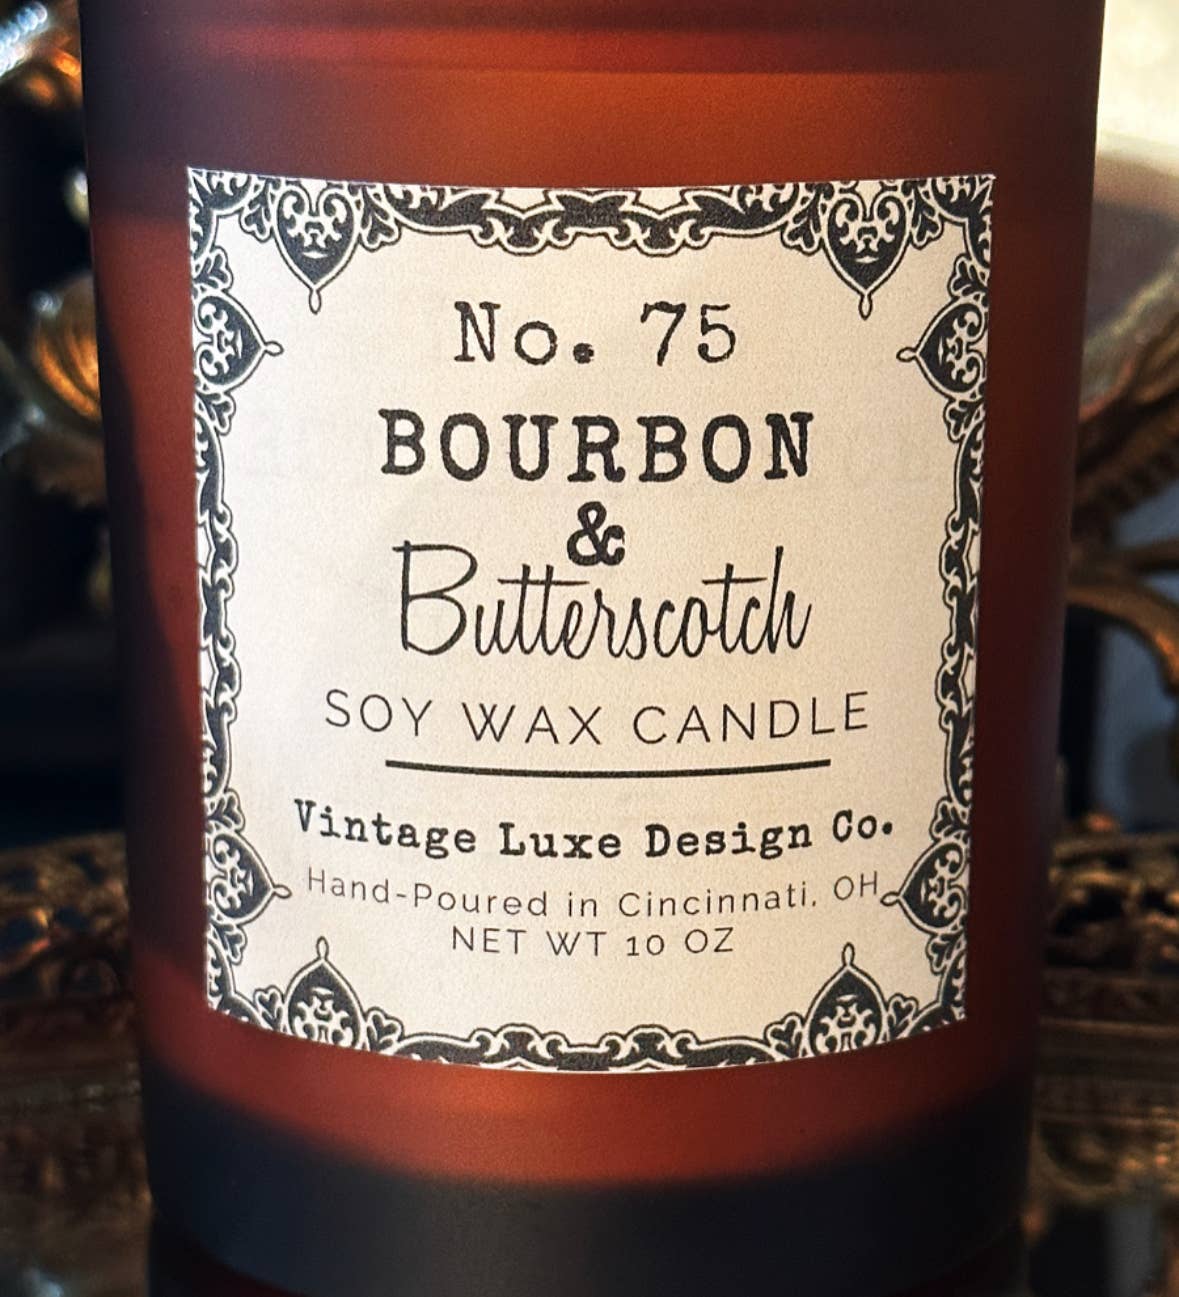 No. 75
BOURBON
&
Butterscotch
SOY WAX CANDLE
Vintage Luxe Design Co.
Hand-Poured in Cincinnati, OH
NET WT 10 OZ